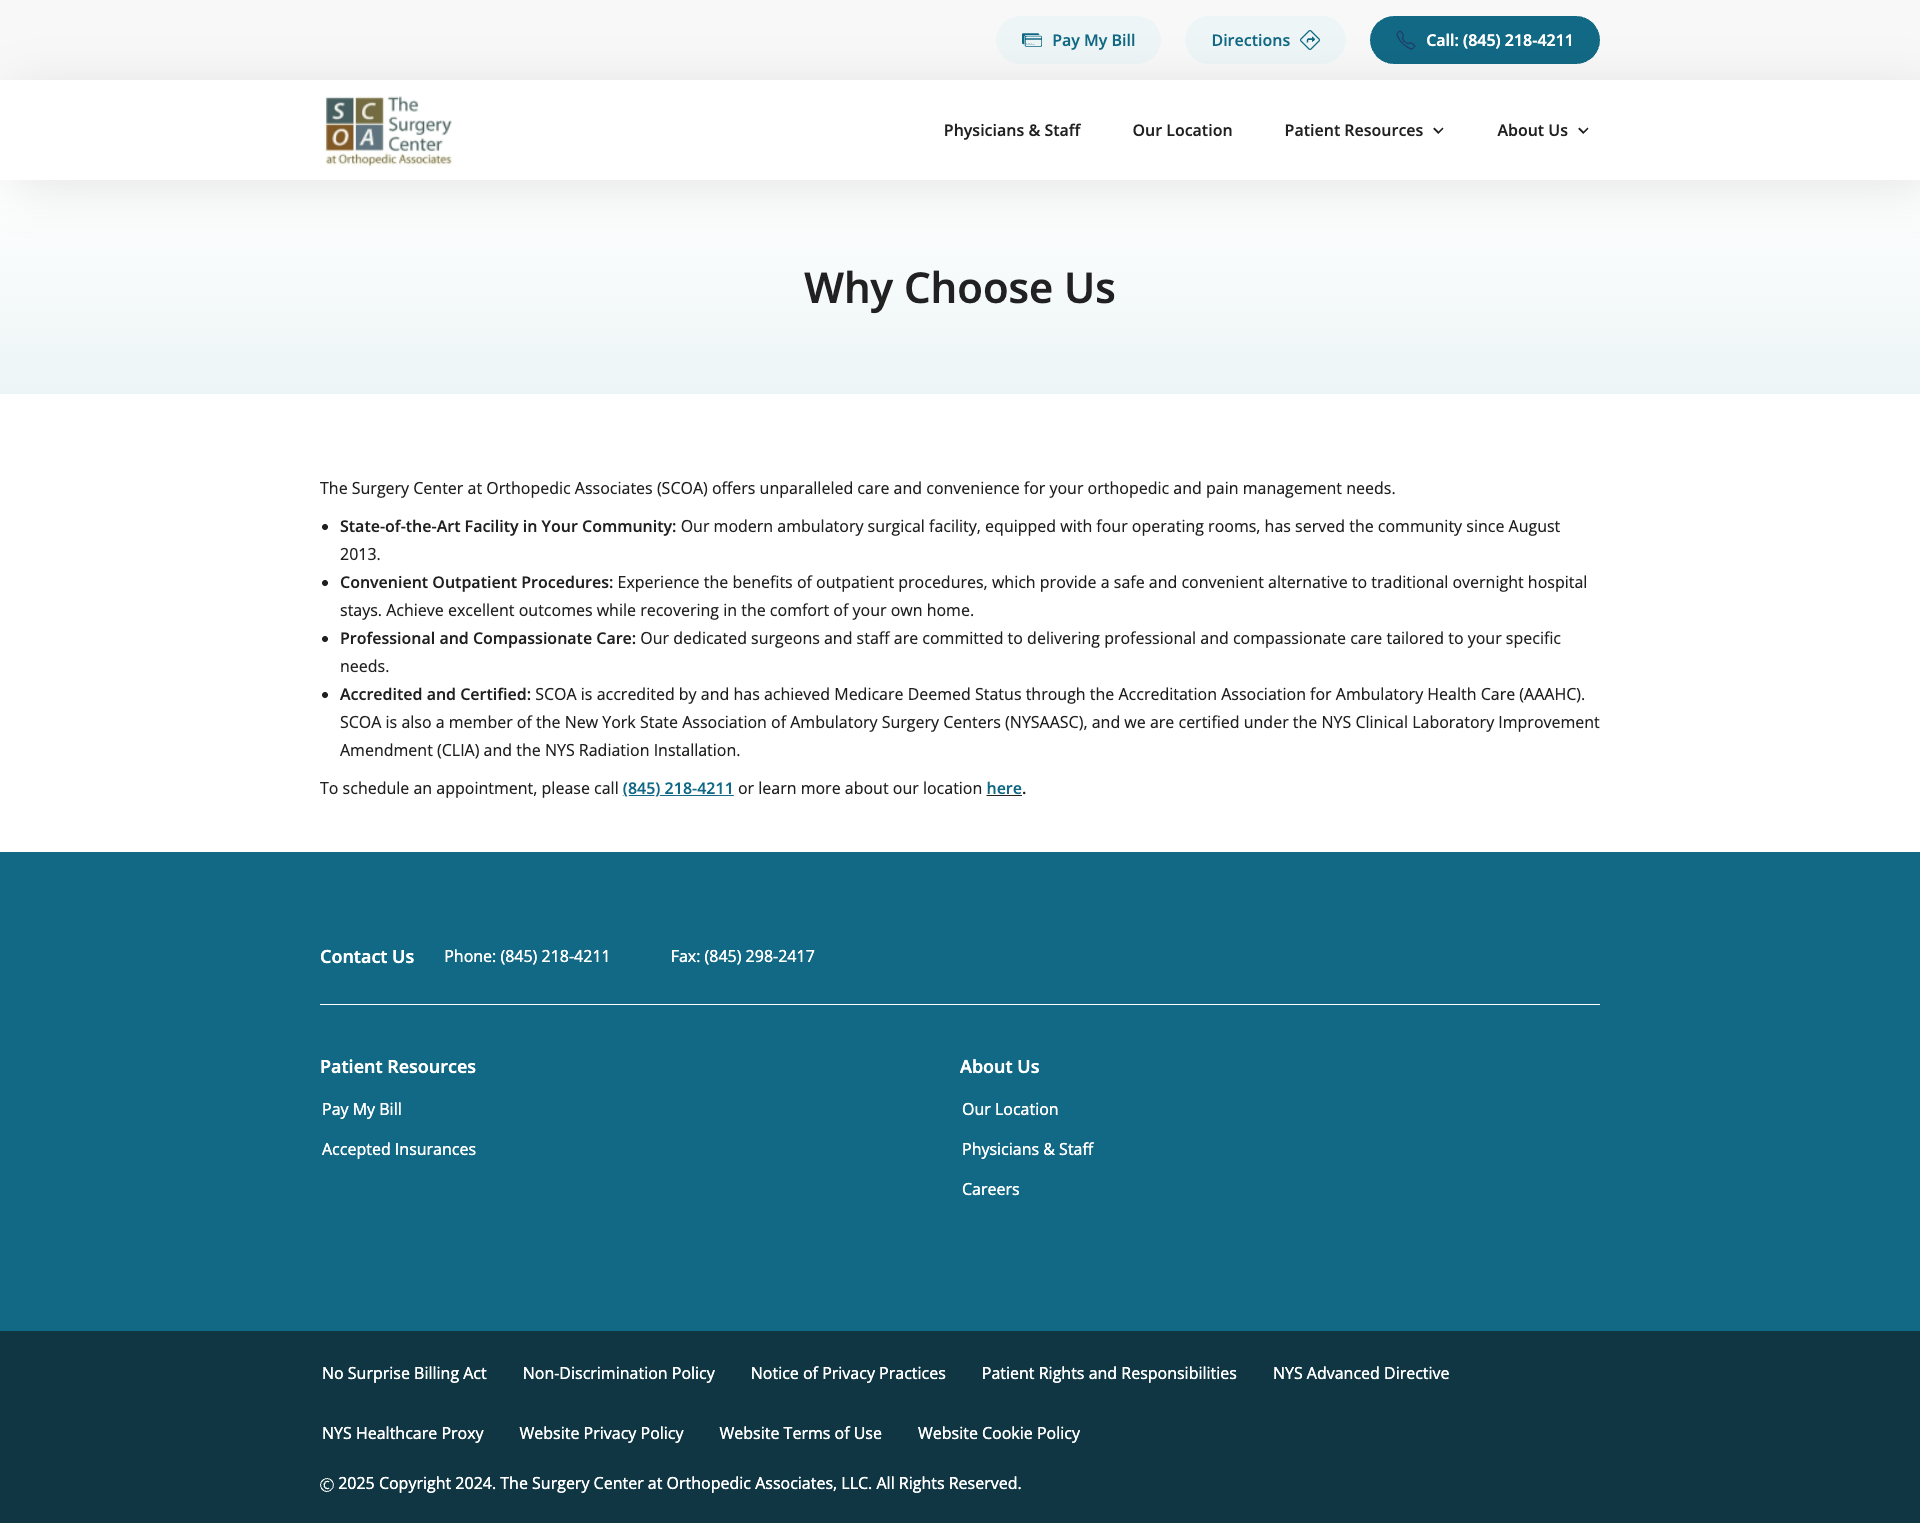 Pay My Bill
Directions
Call: (845) 218-4211
S C O A
The
Surgery
Center
at Orthopedic Associates
Physicians & Staff
Our Location
Patient Resources
About Us
Why Choose Us
The Surgery Center at Orthopedic Associates (SCOA) offers unparalleled care and convenience for your orthopedic and pain management needs.
State-of-the-Art Facility in Your Community: Our modern ambulatory surgical facility, equipped with four operating rooms, has served the community since August
2013.
Convenient Outpatient Procedures: Experience the benefits of outpatient procedures, which provide a safe and convenient alternative to traditional overnight hospital
stays. Achieve excellent outcomes while recovering in the comfort of your own home.
Professional and Compassionate Care: Our dedicated surgeons and staff are committed to delivering professional and compassionate care tailored to your specific
needs.
Accredited and Certified: SCOA is accredited by and has achieved Medicare Deemed Status through the Accreditation Association for Ambulatory Health Care (AAAHC).
SCOA is also a member of the New York State Association of Ambulatory Surgery Centers (NYSAASC), and we are certified under the NYS Clinical Laboratory Improvement
Amendment (CLIA) and the NYS Radiation Installation.
To schedule an appointment, please call (845) 218-4211 or learn more about our location here.
Contact Us
Phone: (845) 218-4211
Fax: (845) 298-2417
Patient Resources
Pay My Bill
Accepted Insurances
About Us
Our Location
Physicians & Staff
Careers
No Surprise Billing Act
Non-Discrimination Policy
Notice of Privacy Practices
Patient Rights and Responsibilities
NYS Advanced Directive
NYS Healthcare Proxy
Website Privacy Policy
Website Terms of Use
Website Cookie Policy
© 2025 Copyright 2024. The Surgery Center at Orthopedic Associates, LLC. All Rights Reserved.